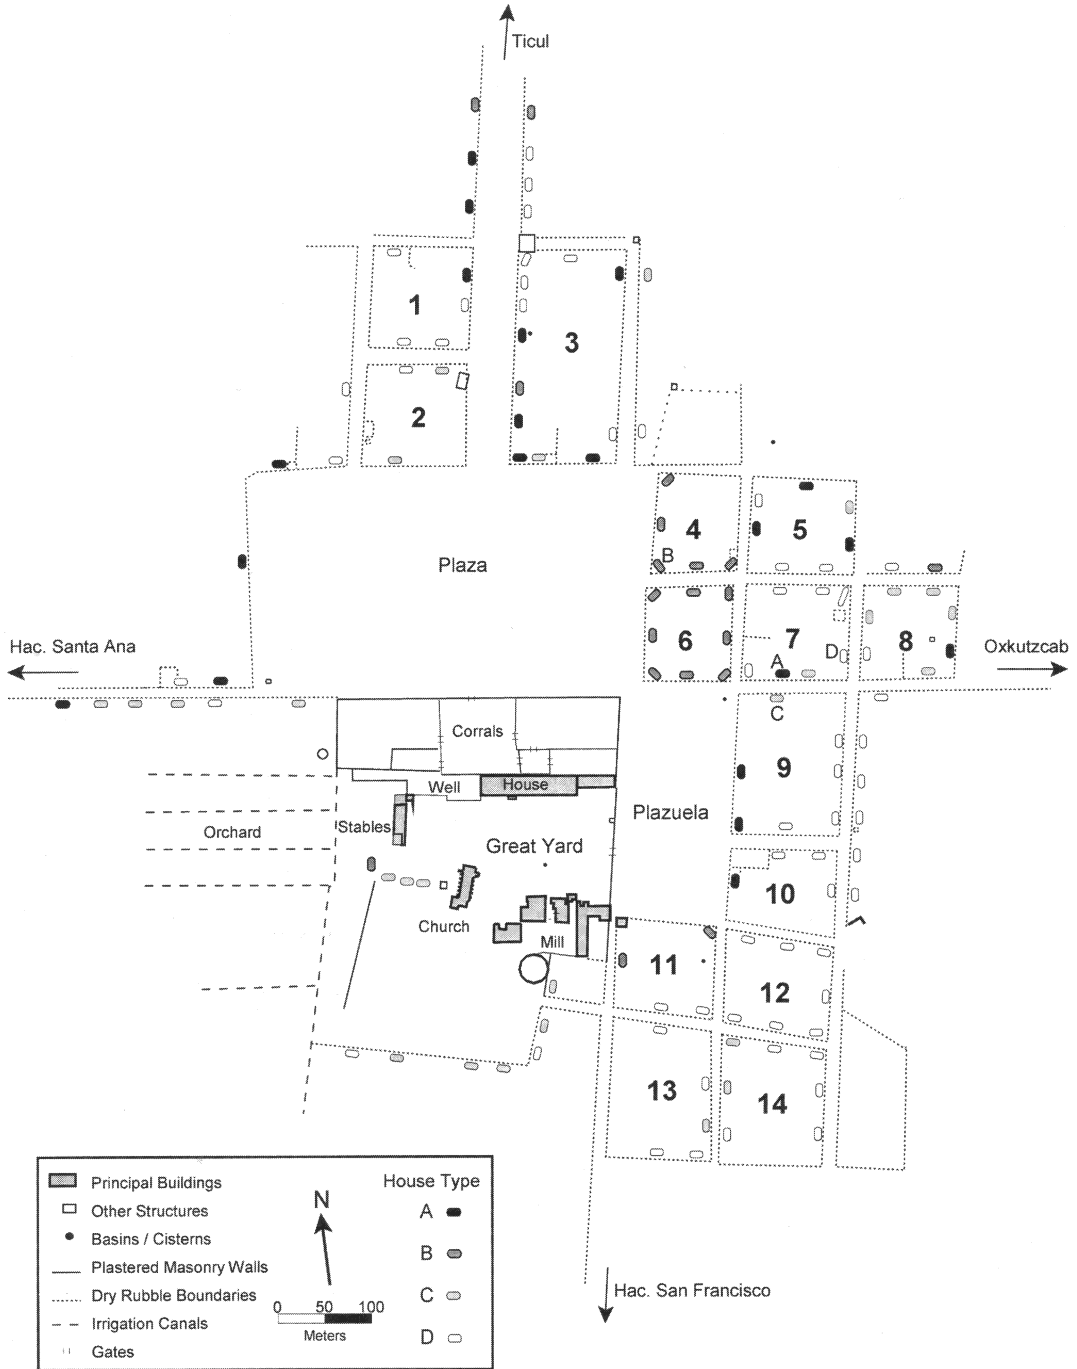 Ticul
1
3
2
4
5
B
Plaza
6
7
8
D
A
Hac. Santa Ana
Oxkutzcab
C
Corrals
9
Well
House
Plazuela
Stables
Orchard
Great Yard
10
Church
Mill
11
12
13
14
Principal Buildings
Other Structures
Basins / Cisterns
Plastered Masonry Walls
Dry Rubble Boundaries
Irrigation Canals
Gates
N
0 50 100
Meters
House Type
A
B
C
D
Hac. San Francisco